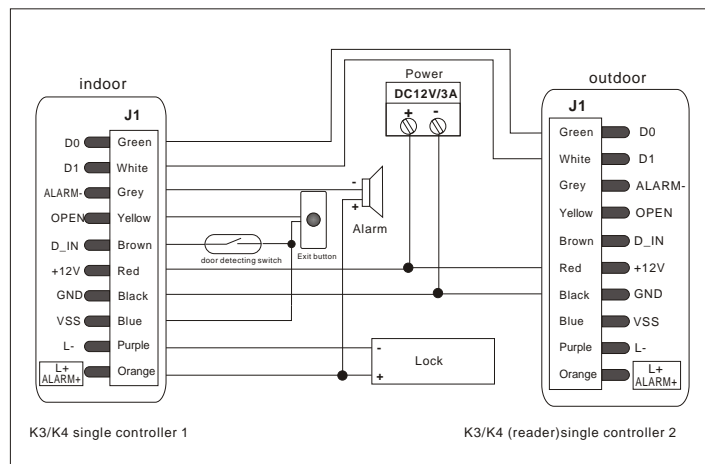 Power
DC12V/3A
+ -
indoor
J1
D0 Green
D1 White
ALARM- Grey
OPEN Yellow
D_IN Brown
+12V Red
GND Black
VSS Blue
L- Purple
L+
ALARM+
Orange
K3/K4 single controller 1
-
+
Alarm
door detecting switch
Exit button
-
+
Lock
outdoor
J1
Green D0
White D1
Grey ALARM-
Yellow OPEN
Brown D_IN
Red +12V
Black GND
Blue VSS
Purple L-
Orange
L+
ALARM+
K3/K4 (reader)single controller 2